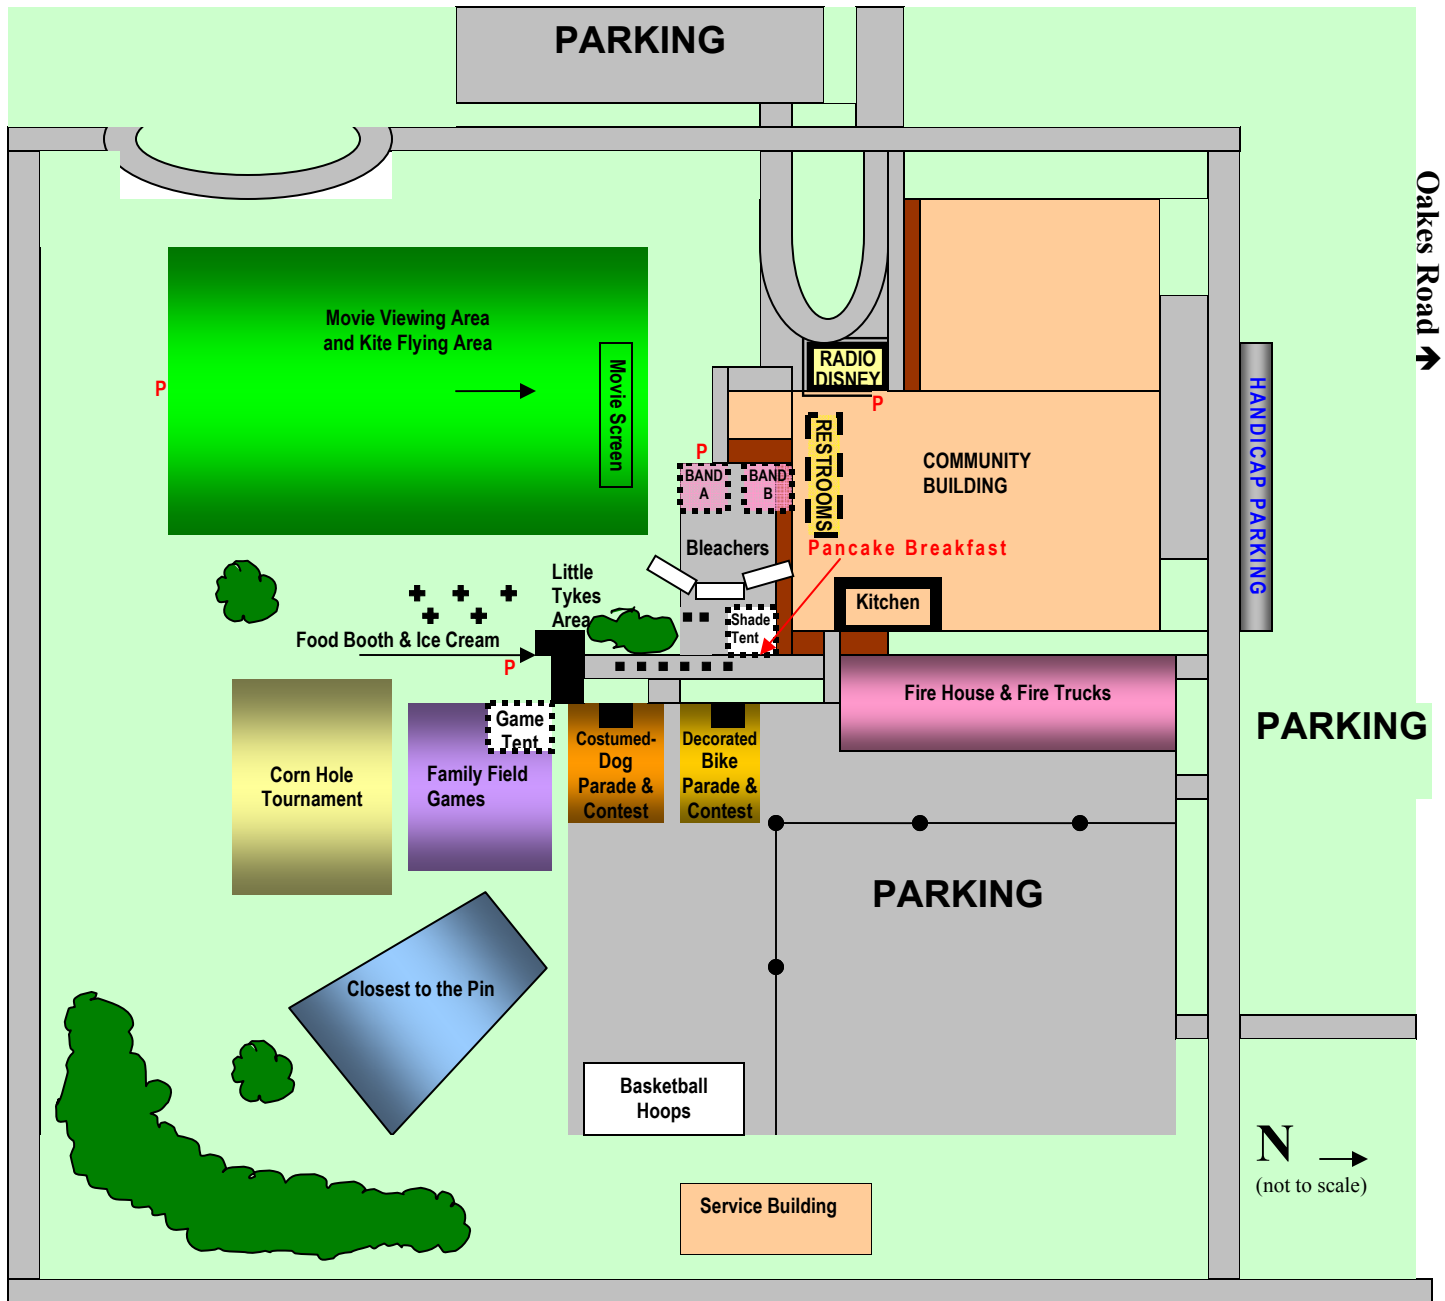 PARKING
Oakes Road
Movie Viewing Area
and Kite Flying Area
Movie Screen
P
RADIO
DISNEY
P
RESTROOMS
COMMUNITY
BUILDING
HANDICAP PARKING
P
BAND
A
BAND
B
Bleachers
Pancake Breakfast
Little
Tykes
Area
Kitchen
Shade
Tent
Food Booth & Ice Cream
P
Fire House & Fire Trucks
PARKING
Game
Tent
Costumed-
Dog
Parade &
Contest
Decorated
Bike
Parade &
Contest
Corn Hole
Tournament
Family Field
Games
PARKING
Closest to the Pin
Basketball
Hoops
N
(not to scale)
Service Building